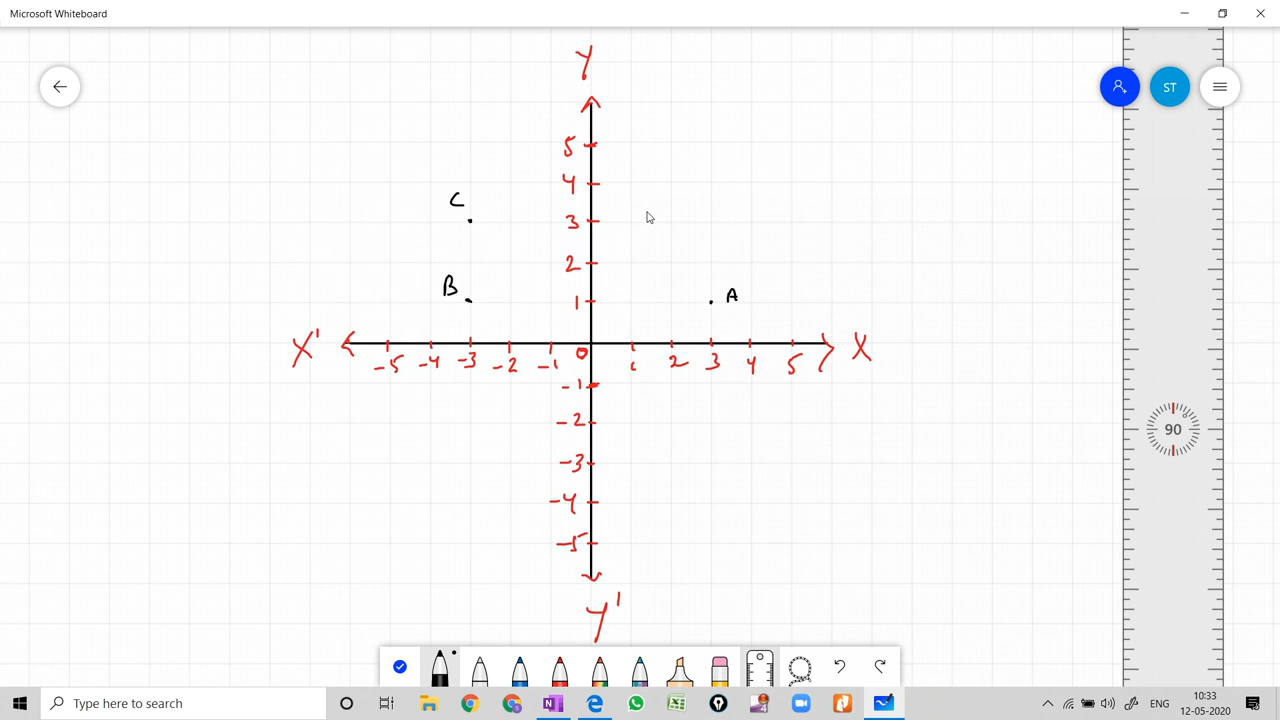 Microsoft Whiteboard
Y
ST
5
4
C
3
2
B
1
A
X'
X
-5 -4 -3 -2 -1 0 1 2 3 4 5
-1
-2
-3
90
-4
-5
Y'
Type here to search
ENG
10:33
12-05-2020